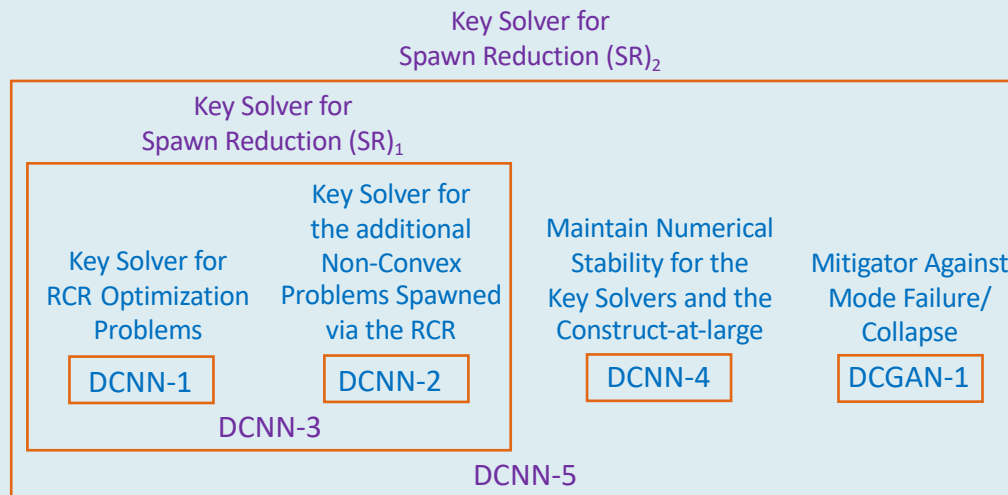 Key Solver for
Spawn Reduction (SR)₂
Key Solver for
Spawn Reduction (SR)₁
Key Solver for
RCR Optimization
Problems
DCNN-1
Key Solver for
the additional
Non-Convex
Problems Spawned
via the RCR
DCNN-2
DCNN-3
Maintain Numerical
Stability for the
Key Solvers and the
Construct-at-large
DCNN-4
Mitigator Against
Mode Failure/
Collapse
DCGAN-1
DCNN-5